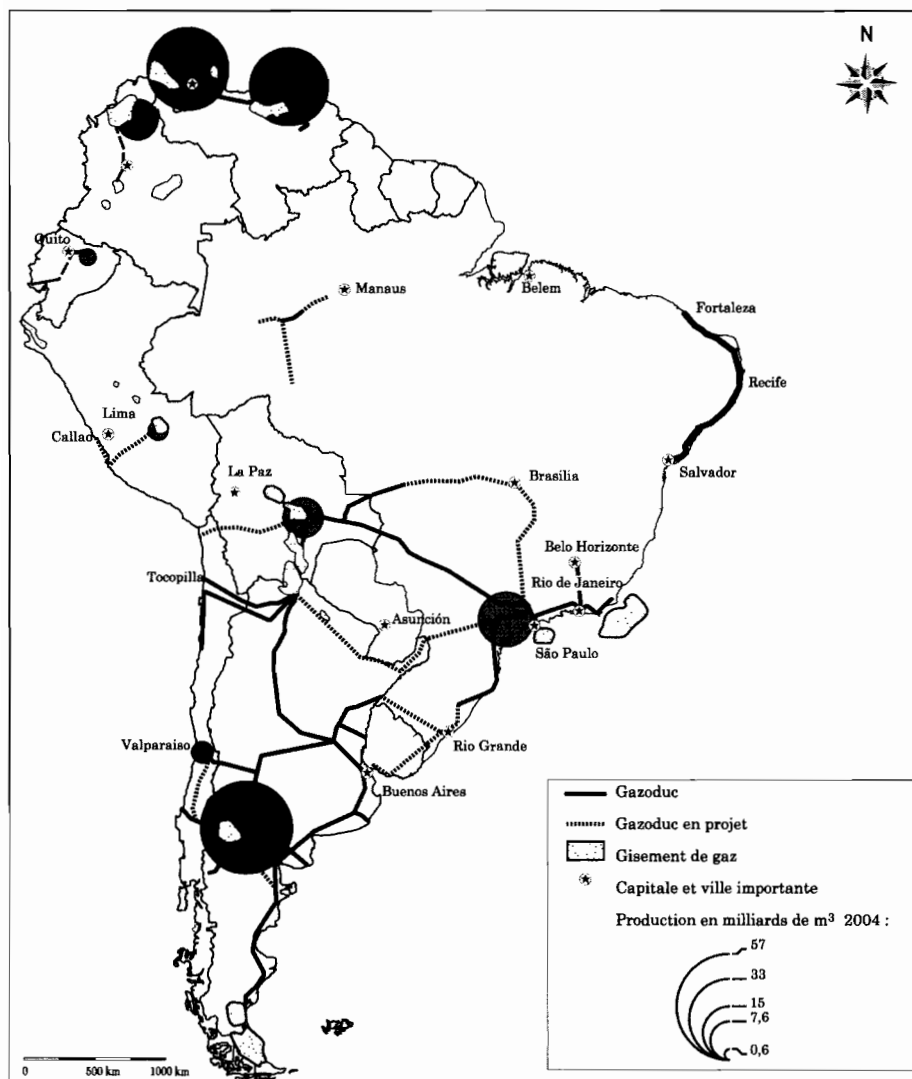 N
Quito
Manaus
Belem
Fortaleza
Recife
Lima
Callao
La Paz
Brasilia
Salvador
Belo Horizonte
Rio de Janeiro
Tocopilla
Asunción
São Paulo
Valparaiso
Rio Grande
Buenos Aires
Gazoduc
Gazoduc en projet
Gisement de gaz
Capitale et ville importante
Production en milliards de m³ 2004 :
57
33
15
7,6
0,6
0 500 km 1000 km